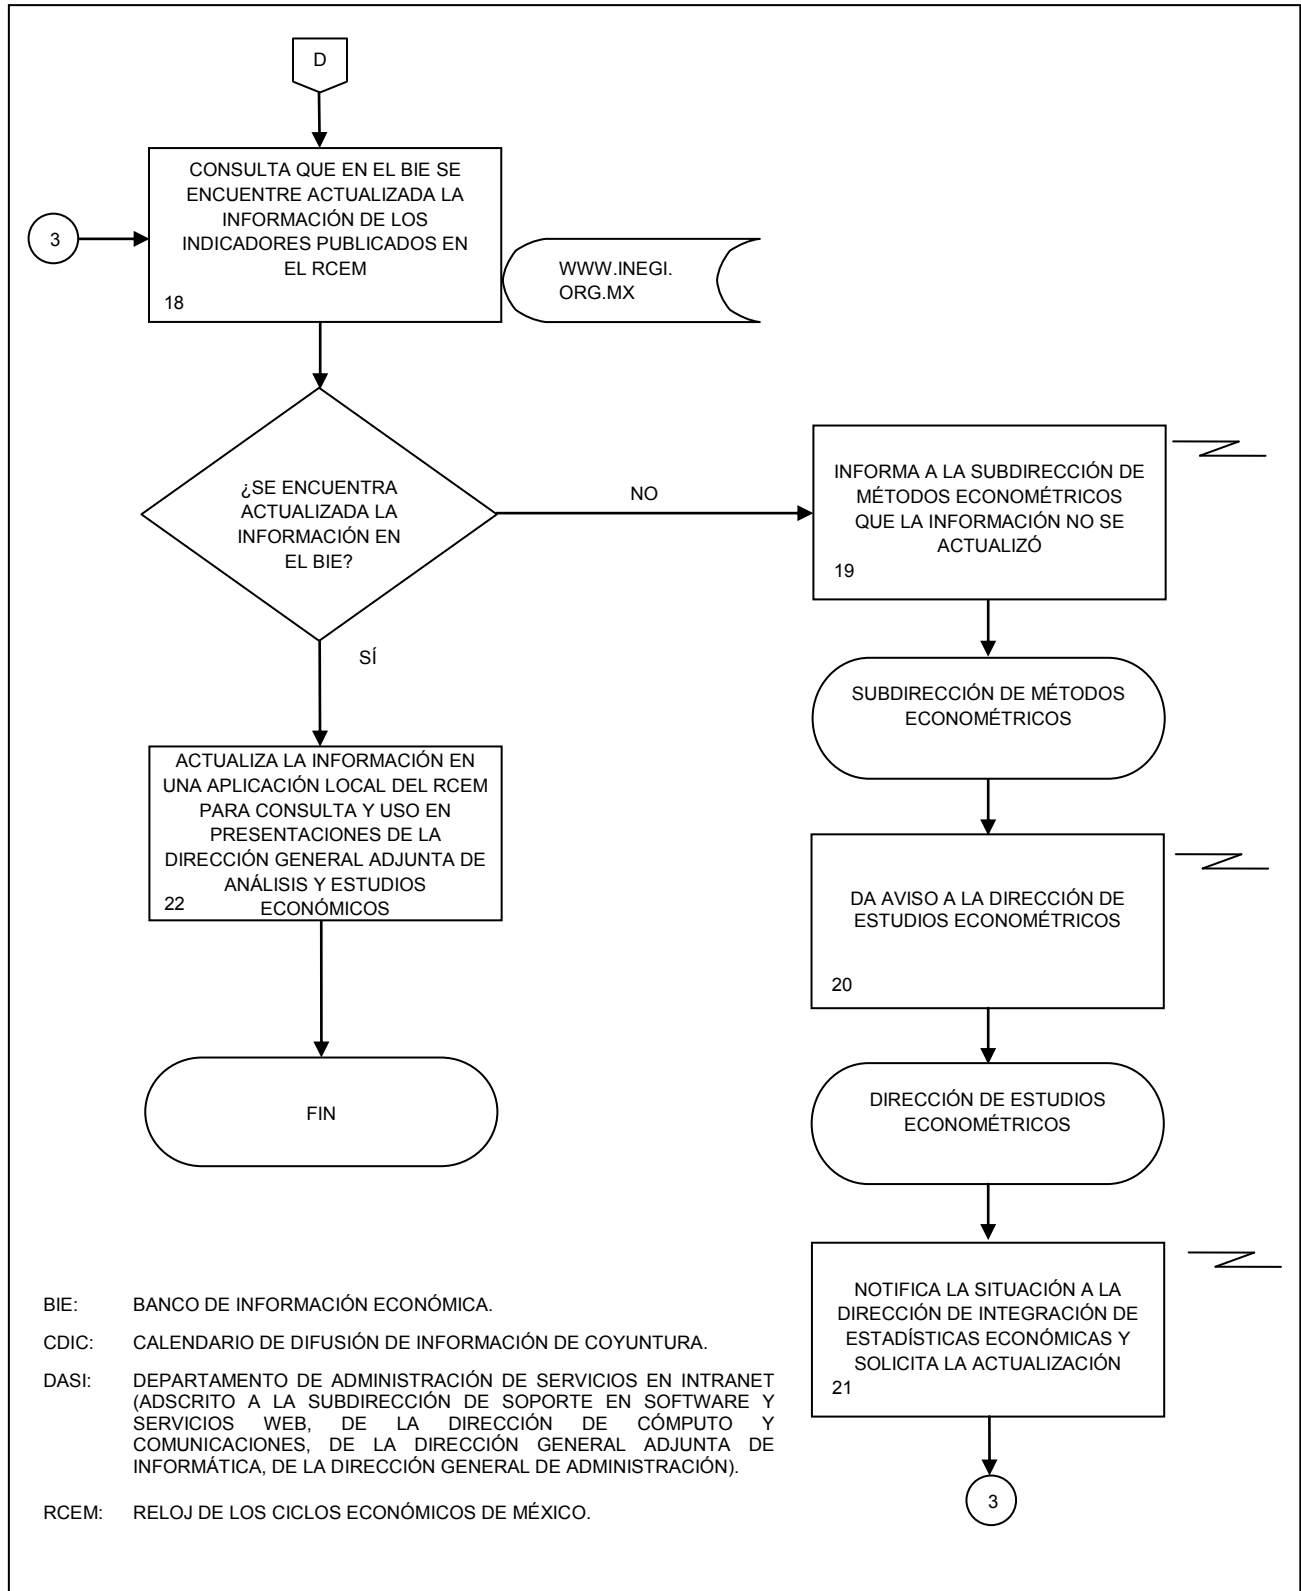 D
CONSULTA QUE EN EL BIE SE
ENCUENTRE ACTUALIZADA LA
INFORMACIÓN DE LOS
INDICADORES PUBLICADOS EN
EL RCEM
18
3
WWW.INEGI.
ORG.MX
¿SE ENCUENTRA
ACTUALIZADA LA
INFORMACIÓN EN
EL BIE?
NO
SÍ
INFORMA A LA SUBDIRECCIÓN DE
MÉTODOS ECONOMÉTRICOS
QUE LA INFORMACIÓN NO SE
ACTUALIZÓ
19
SUBDIRECCIÓN DE MÉTODOS
ECONOMÉTRICOS
DA AVISO A LA DIRECCIÓN DE
ESTUDIOS ECONOMÉTRICOS
20
DIRECCIÓN DE ESTUDIOS
ECONOMÉTRICOS
NOTIFICA LA SITUACIÓN A LA
DIRECCIÓN DE INTEGRACIÓN DE
ESTADÍSTICAS ECONÓMICAS Y
SOLICITA LA ACTUALIZACIÓN
21
3
ACTUALIZA LA INFORMACIÓN EN
UNA APLICACIÓN LOCAL DEL RCEM
PARA CONSULTA Y USO EN
PRESENTACIONES DE LA
DIRECCIÓN GENERAL ADJUNTA DE
ANÁLISIS Y ESTUDIOS
ECONÓMICOS
22
FIN
BIE: BANCO DE INFORMACIÓN ECONÓMICA.
CDIC: CALENDARIO DE DIFUSIÓN DE INFORMACIÓN DE COYUNTURA.
DASI: DEPARTAMENTO DE ADMINISTRACIÓN DE SERVICIOS EN INTRANET
(ADSCRITO A LA SUBDIRECCIÓN DE SOPORTE EN SOFTWARE Y
SERVICIOS WEB, DE LA DIRECCIÓN DE CÓMPUTO Y
COMUNICACIONES, DE LA DIRECCIÓN GENERAL ADJUNTA DE
INFORMÁTICA, DE LA DIRECCIÓN GENERAL DE ADMINISTRACIÓN).
RCEM: RELOJ DE LOS CICLOS ECONÓMICOS DE MÉXICO.